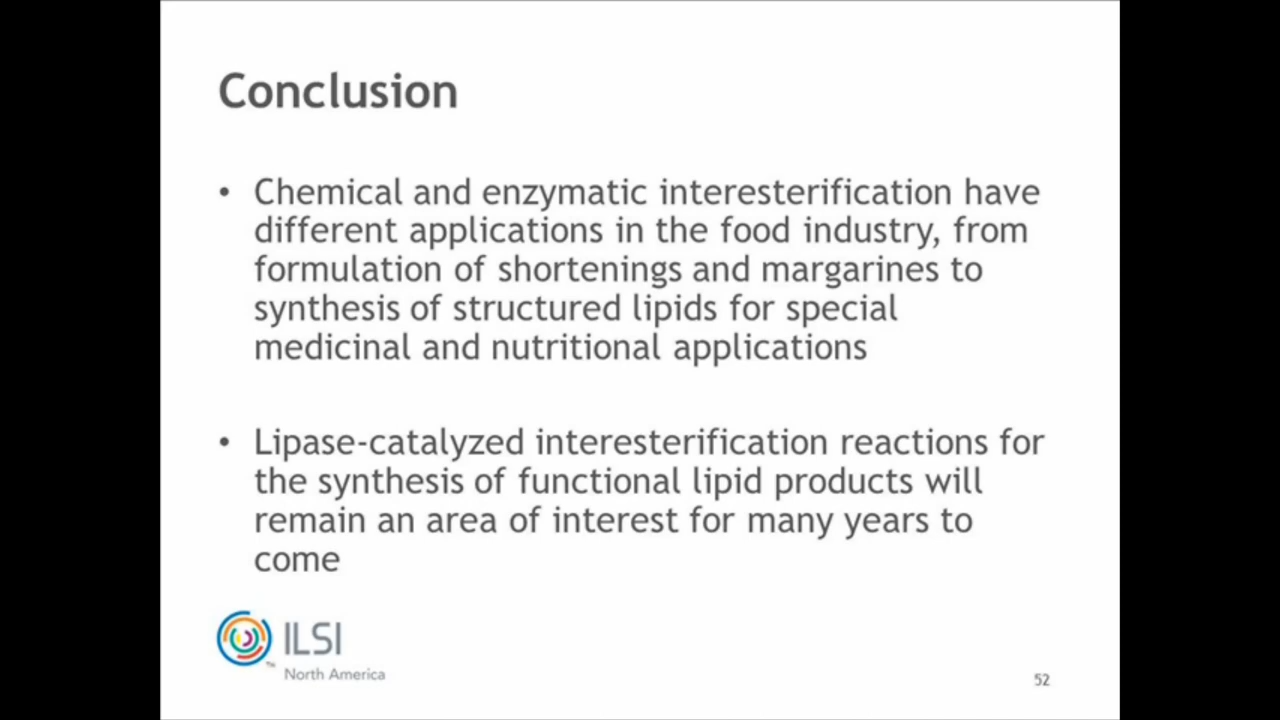 Conclusion
• Chemical and enzymatic interesterification have
different applications in the food industry, from
formulation of shortenings and margarines to
synthesis of structured lipids for special
medicinal and nutritional applications
• Lipase-catalyzed interesterification reactions for
the synthesis of functional lipid products will
remain an area of interest for many years to
come
ILSI
TM
North America
52